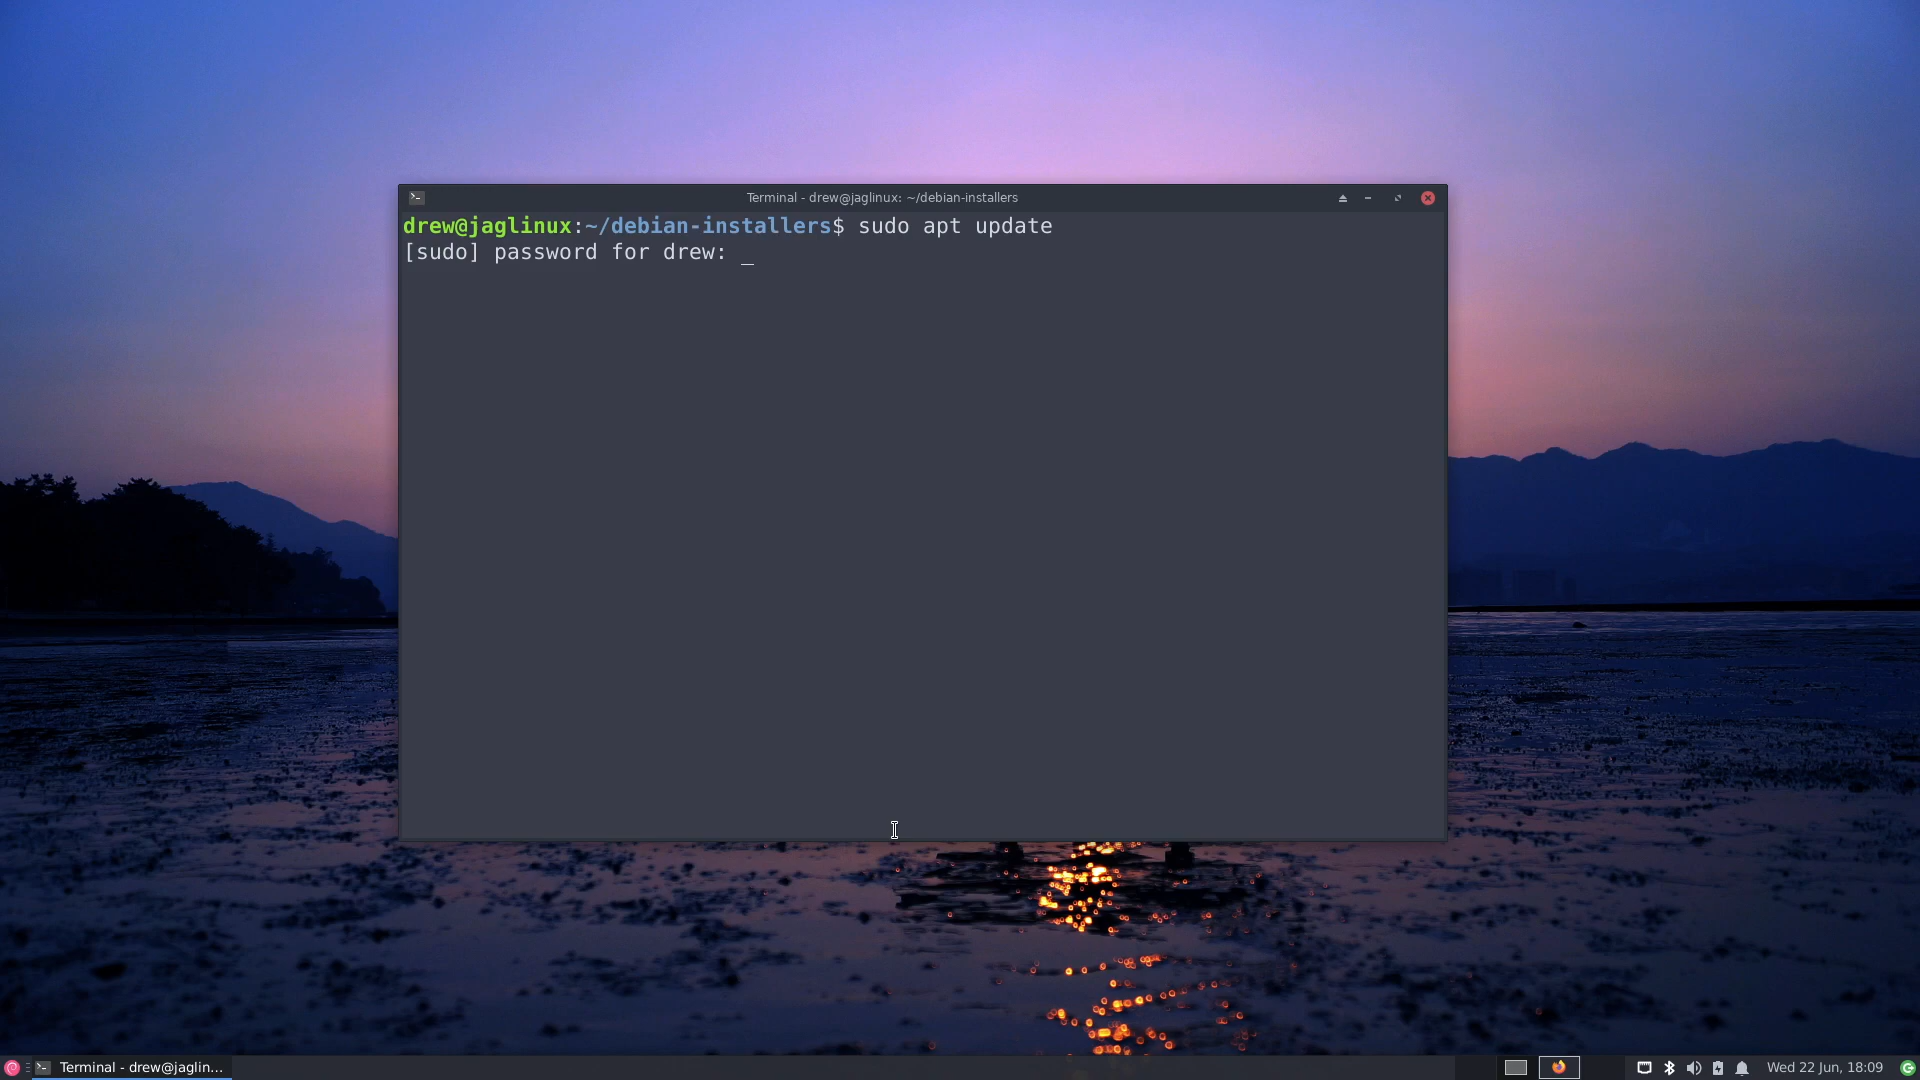 Terminal - drew@jaglinux: ~/debian-installers
drew@jaglinux:~/debian-installers$ sudo apt update
[sudo] password for drew: _
Terminal - drew@jaglin...
Wed 22 Jun, 18:09